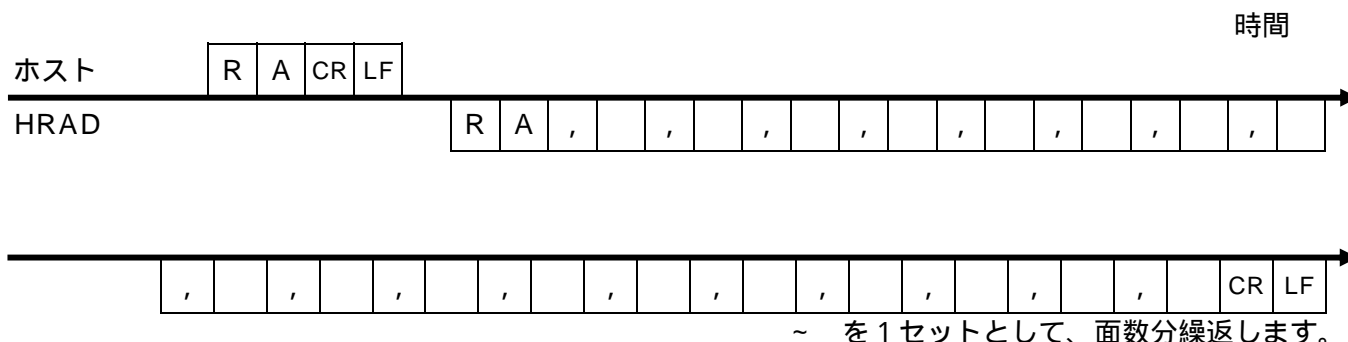 時間
ホスト R A CR LF
HRAD R A , , , , , , , ,
, , , , , , , , , , CR LF
~ を1セットとして、面数分繰返します。